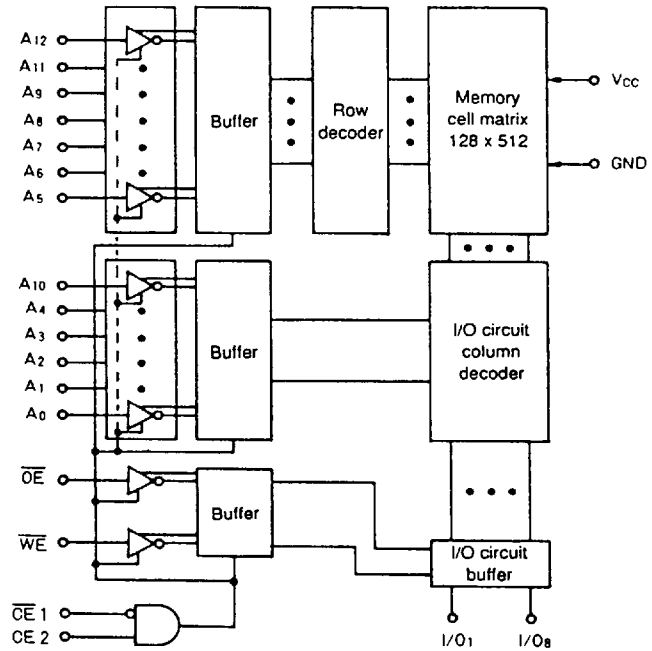 A12
A11
A9
A8
A7
A6
A5
Buffer
Row
decoder
Memory
cell matrix
128 x 512
VCC
GND
A10
A4
A3
A2
A1
A0
Buffer
I/O circuit
column
decoder
OE
WE
Buffer
I/O circuit
buffer
CE 1
CE 2
I/O1
I/O8